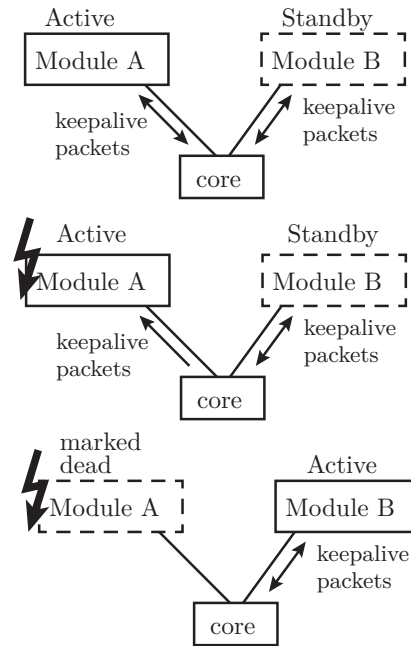 Active
Standby
Module A
Module B
keepalive
packets
keepalive
packets
core
Active
Standby
Module A
Module B
keepalive
packets
keepalive
packets
core
marked
dead
Active
Module A
Module B
keepalive
packets
core